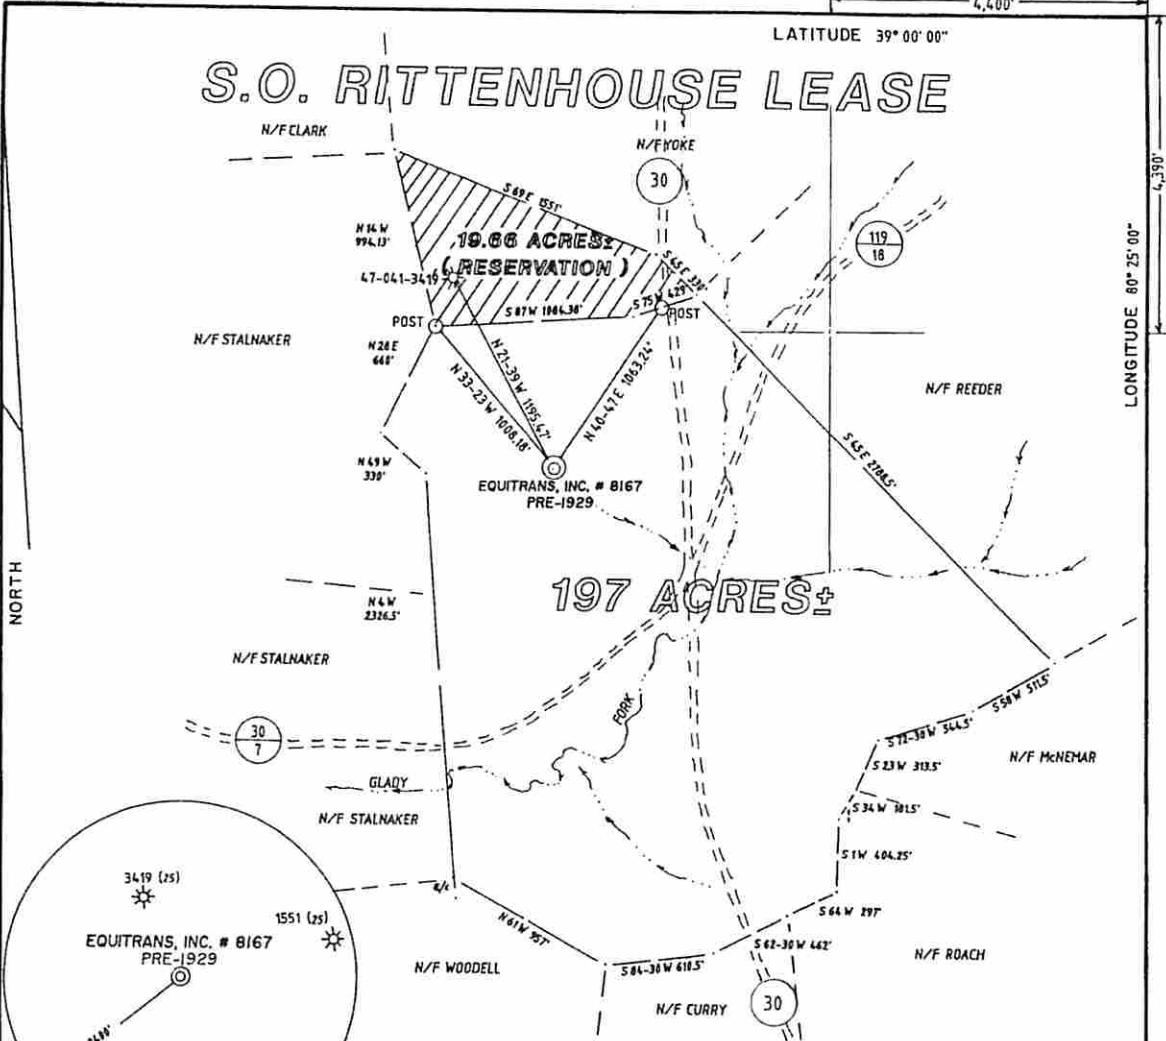 4,400'
LATITUDE 39° 00' 00"
S.O. RITTENHOUSE LEASE
N/F CLARK
N/F YOKE
30
4,390'
S 69 E 1551'
119
18
N 14 W
994.13'
19.66 ACRES±
( RESERVATION )
47-041-3419
S 45 E 330'
S 75 W 429'
S 87 W 1084.38'
POST
POST
LONGITUDE 80° 25' 00"
N/F STALNAKER
N 28 E
660'
N 21-39 W 1195.47'
N 33-23 W 1008.18'
N 40-47 E 1063.24'
N/F REEDER
S 45 E 2788.5'
N 49 W
330'
EQUITRANS, INC. # 8167
PRE-1929
NORTH
197 ACRES±
N 4 W
2326.5'
N/F STALNAKER
FORK
S 58 W 511.5'
30
7
S 72-30 W 544.5'
N/F McNEMAR
S 23 W 313.5'
GLADY
S 34 W 181.5'
N/F STALNAKER
S 1 W 404.25'
3419 (25)
S 64 W 297'
1551 (25)
N 61 W 957'
EQUITRANS, INC. # 8167
PRE-1929
S 62-30 W 462'
N/F ROACH
N/F WOODELL
S 84-30 W 610.5'
N/F CURRY
30